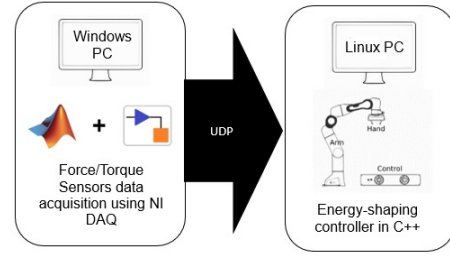 Windows
PC
+
Force/Torque
Sensors data
acquisition using NI
DAQ
UDP
Linux PC
Hand
Arm
Control
Energy-shaping
controller in C++